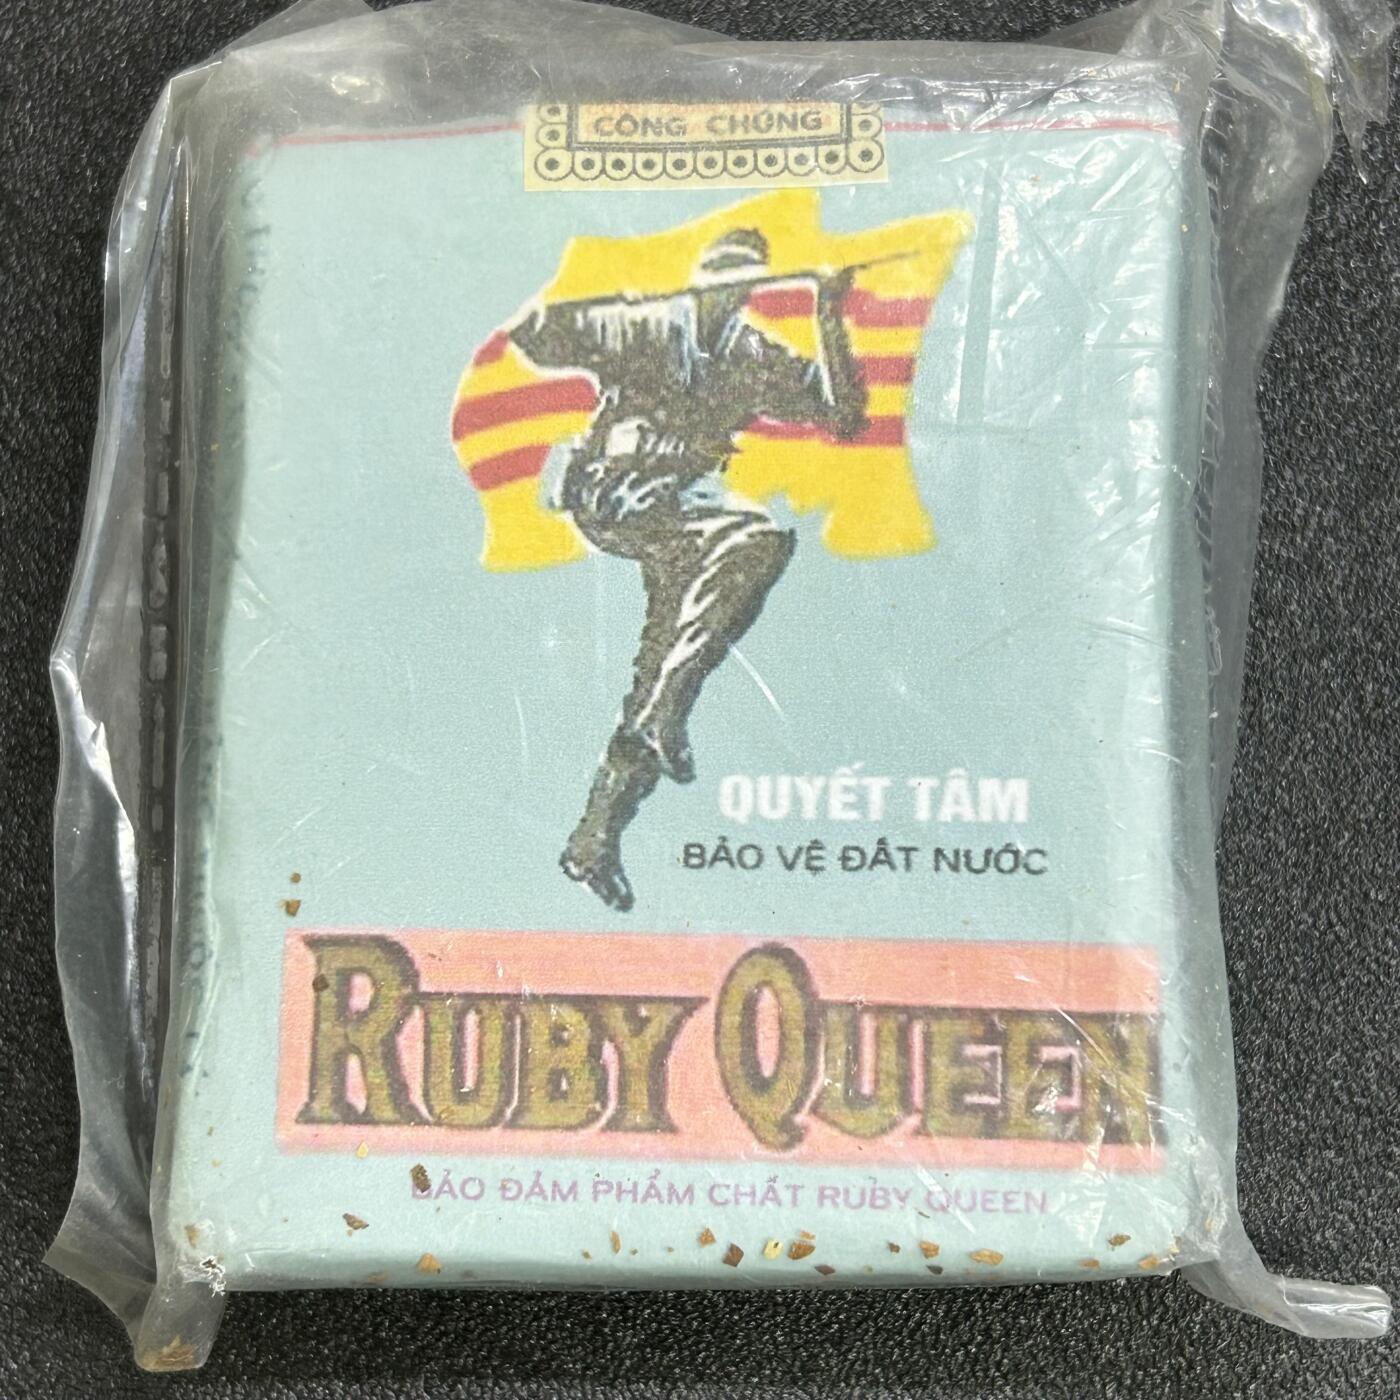 CÔNG CHÚNG
QUYẾT TÂM
BẢO VỆ ĐẤT NƯỚC
RUBY QUEEN
BẢO ĐẢM PHẨM CHẤT RUBY QUEEN